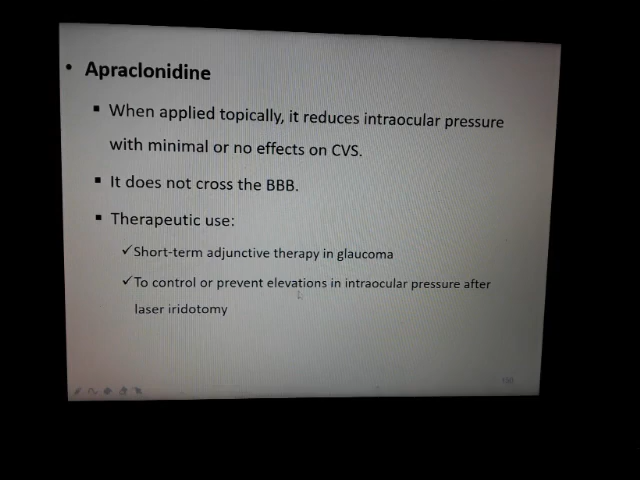 • Apraclonidine
▪ When applied topically, it reduces intraocular pressure
with minimal or no effects on CVS.
▪ It does not cross the BBB.
▪ Therapeutic use:
✓Short-term adjunctive therapy in glaucoma
✓To control or prevent elevations in intraocular pressure after
laser iridotomy